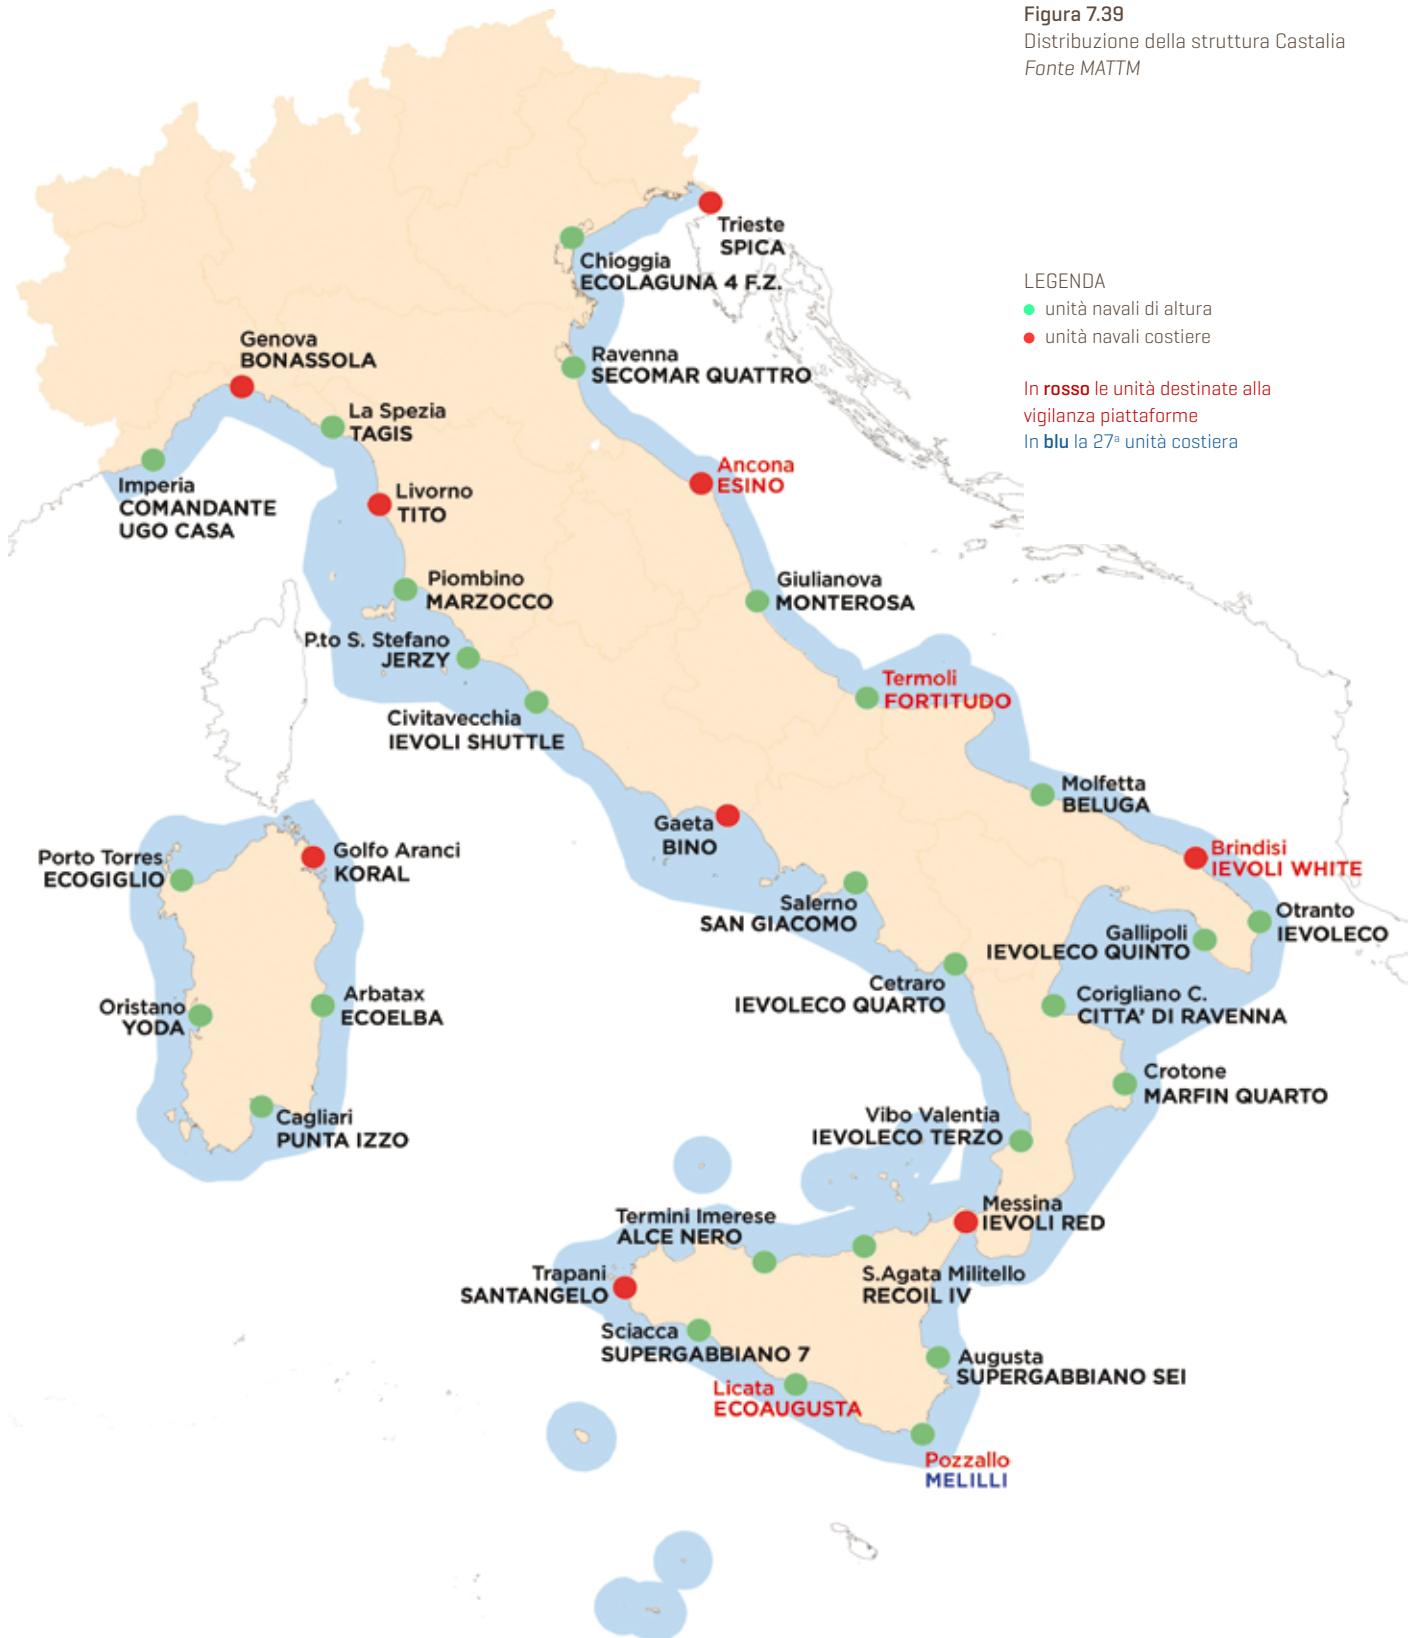 Figura 7.39
Distribuzione della struttura Castalia
Fonte MATTM
Trieste
SPICA
Chioggia
ECOLAGUNA 4 F.Z.
LEGENDA
unità navali di altura
unità navali costiere
In rosso le unità destinate alla
vigilanza piattaforme
In blu la 27ª unità costiera
Genova
BONASSOLA
Ravenna
SECOMAR QUATTRO
La Spezia
TAGIS
Imperia
COMANDANTE
UGO CASA
Livorno
TITO
Ancona
ESINO
Piombino
MARZOCCO
Giulianova
MONTEROSA
P.to S. Stefano
JERZY
Termoli
FORTITUDO
Civitavecchia
IEVOLI SHUTTLE
Molfetta
BELUGA
Gaeta
BINO
Porto Torres
ECOGIGLIO
Golfo Aranci
KORAL
Brindisi
IEVOLI WHITE
Salerno
SAN GIACOMO
Otranto
IEVOLECO
Gallipoli
IEVOLECO QUINTO
Cetraro
IEVOLECO QUARTO
Corigliano C.
CITTA' DI RAVENNA
Oristano
YODA
Arbatax
ECOELBA
Crotone
MARFIN QUARTO
Cagliari
PUNTA IZZO
Vibo Valentia
IEVOLECO TERZO
Messina
IEVOLI RED
Termini Imerese
ALCE NERO
Trapani
SANTANGELO
S.Agata Militello
RECOIL IV
Sciacca
SUPERGABBIANO 7
Augusta
SUPERGABBIANO SEI
Licata
ECOAUGUSTA
Pozzallo
MELILLI